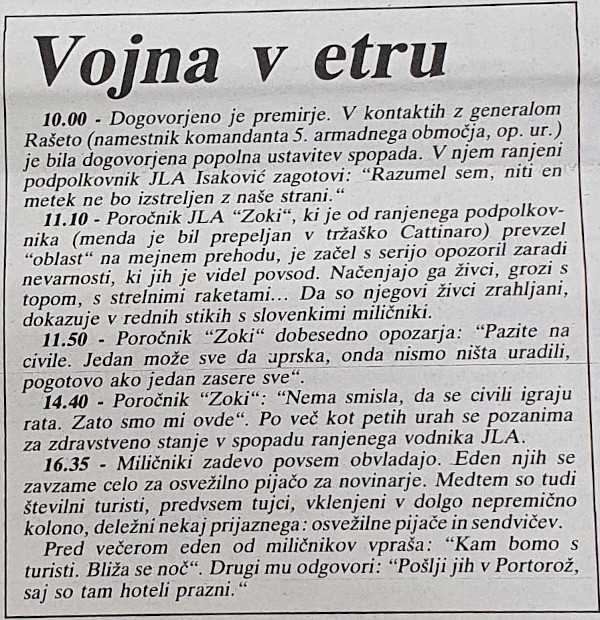 Vojna v etru
10.00 - Dogovorjeno je premirje. V kontaktih z generalom
Rašeto (namestnik komandanta 5. armadnega območja, op. ur.)
je bila dogovorjena popolna ustavitev spopada. V njem ranjeni
podpolkovnik JLA Isaković zagotovi: “Razumel sem, niti en
metek ne bo izstreljen z naše strani.“
11.10 - Poročnik JLA “Zoki“, ki je od ranjenega podpolkov-
nika (menda je bil prepeljan v tržaško Cattinaro) prevzel
“oblast“ na mejnem prehodu, je začel s serijo opozoril zaradi
nevarnosti, ki jih je videl povsod. Načenjajo ga živci, grozi s
topom, s strelnimi raketami... Da so njegovi živci zrahljani,
dokazuje v rednih stikih s slovenkimi miličniki.
11.50 - Poročnik “Zoki“ dobesedno opozarja: “Pazite na
civile. Jedan može sve da uprska, onda nismo ništa uradili,
pogotovo ako jedan zasere sve“.
14.40 - Poročnik “Zoki“: “Nema smisla, da se civili igraju
rata. Zato smo mi ovde“. Po več kot petih urah se pozanima
za zdravstveno stanje v spopadu ranjenega vodnika JLA.
16.35 - Miličniki zadevo povsem obvladajo. Eden njih se
zavzame celo za osvežilno pijačo za novinarje. Medtem so tudi
številni turisti, predvsem tujci, vklenjeni v dolgo nepremično
kolono, deležni nekaj prijaznega: osvežilne pijače in sendvičev.
Pred večerom eden od miličnikov vpraša: “Kam bomo s
turisti. Bliža se noč“. Drugi mu odgovori: “Pošlji jih v Portorož,
saj so tam hoteli prazni.“